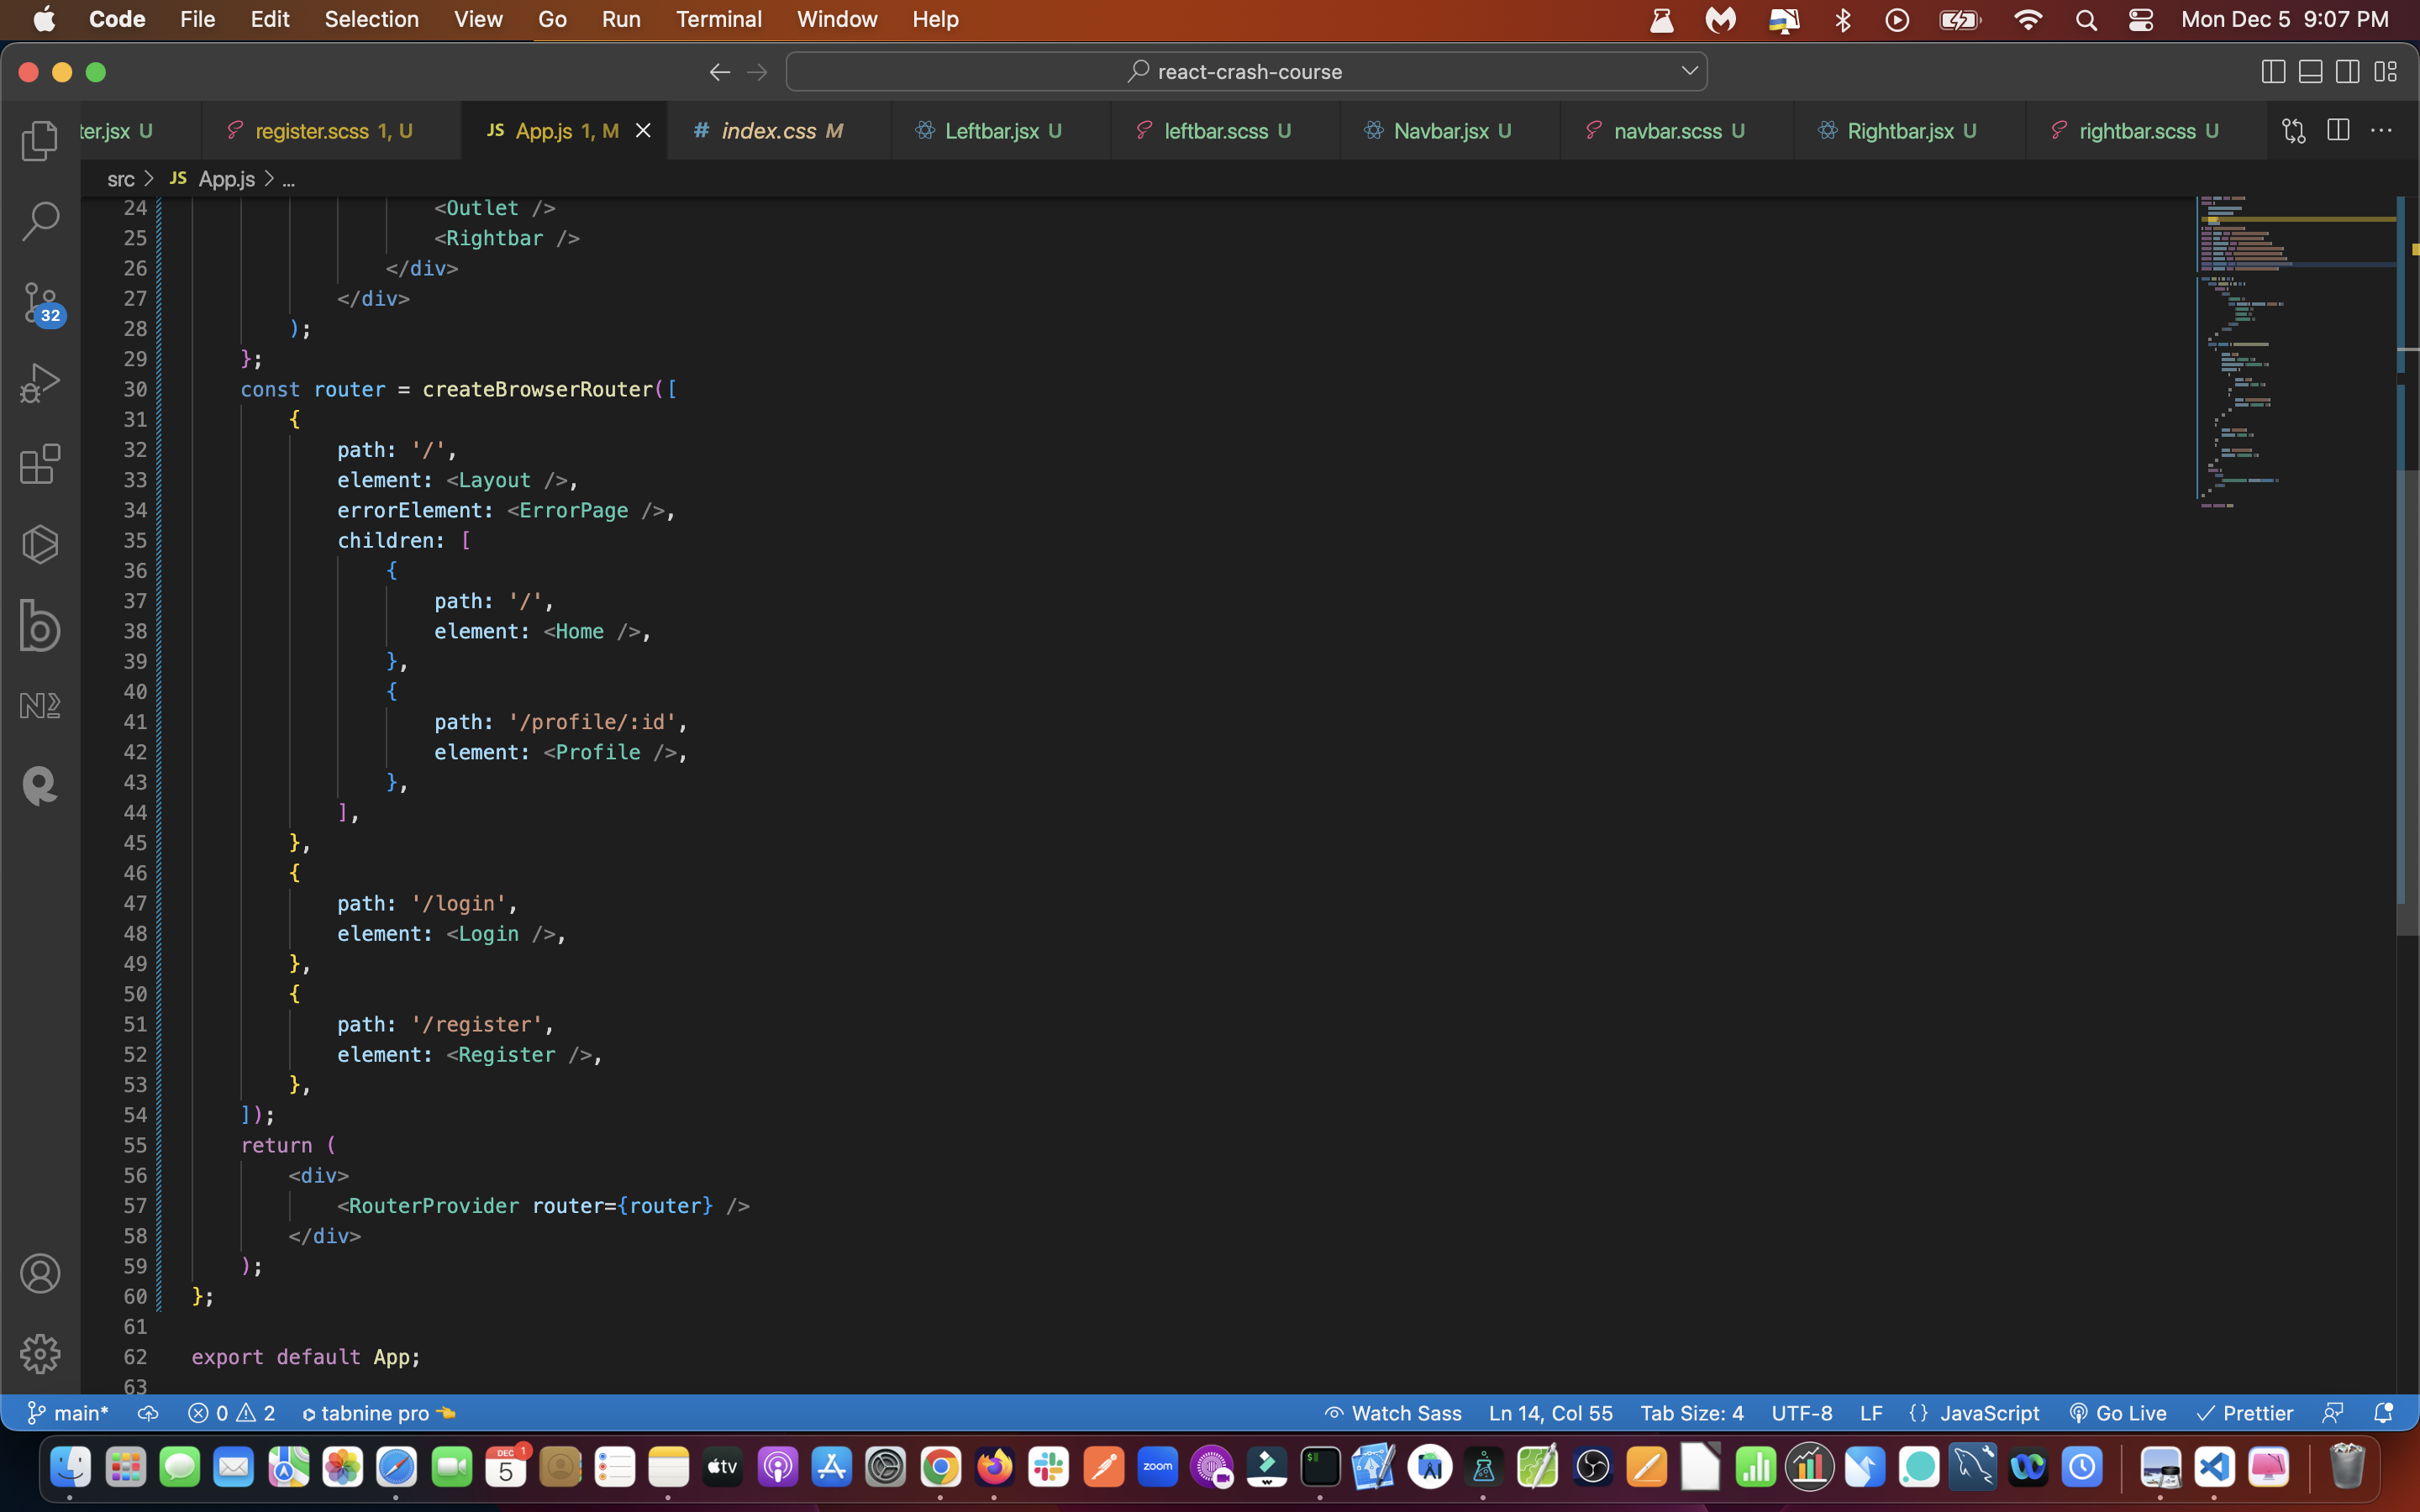 Code File Edit Selection View Go Run Terminal Window Help Mon Dec 5 9:07 PM
react-crash-course
ter.jsx U register.scss 1, U JS App.js 1, M # index.css M Leftbar.jsx U leftbar.scss U Navbar.jsx U navbar.scss U Rightbar.jsx U rightbar.scss U
src > JS App.js > ...
24 <Outlet />
25 <Rightbar />
26 </div>
27 </div>
28 );
29 };
30 const router = createBrowserRouter([
31 {
32 path: '/',
33 element: <Layout />,
34 errorElement: <ErrorPage />,
35 children: [
36 {
37 path: '/',
38 element: <Home />,
39 },
40 {
41 path: '/profile/:id',
42 element: <Profile />,
43 },
44 ],
45 },
46 {
47 path: '/login',
48 element: <Login />,
49 },
50 {
51 path: '/register',
52 element: <Register />,
53 },
54 ]);
55 return (
56 <div>
57 <RouterProvider router={router} />
58 </div>
59 );
60 };
61
62 export default App;
63
32
main* 0 2 tabnine pro Watch Sass Ln 14, Col 55 Tab Size: 4 UTF-8 LF {} JavaScript Go Live Prettier
DEC 5 1 tv zoom